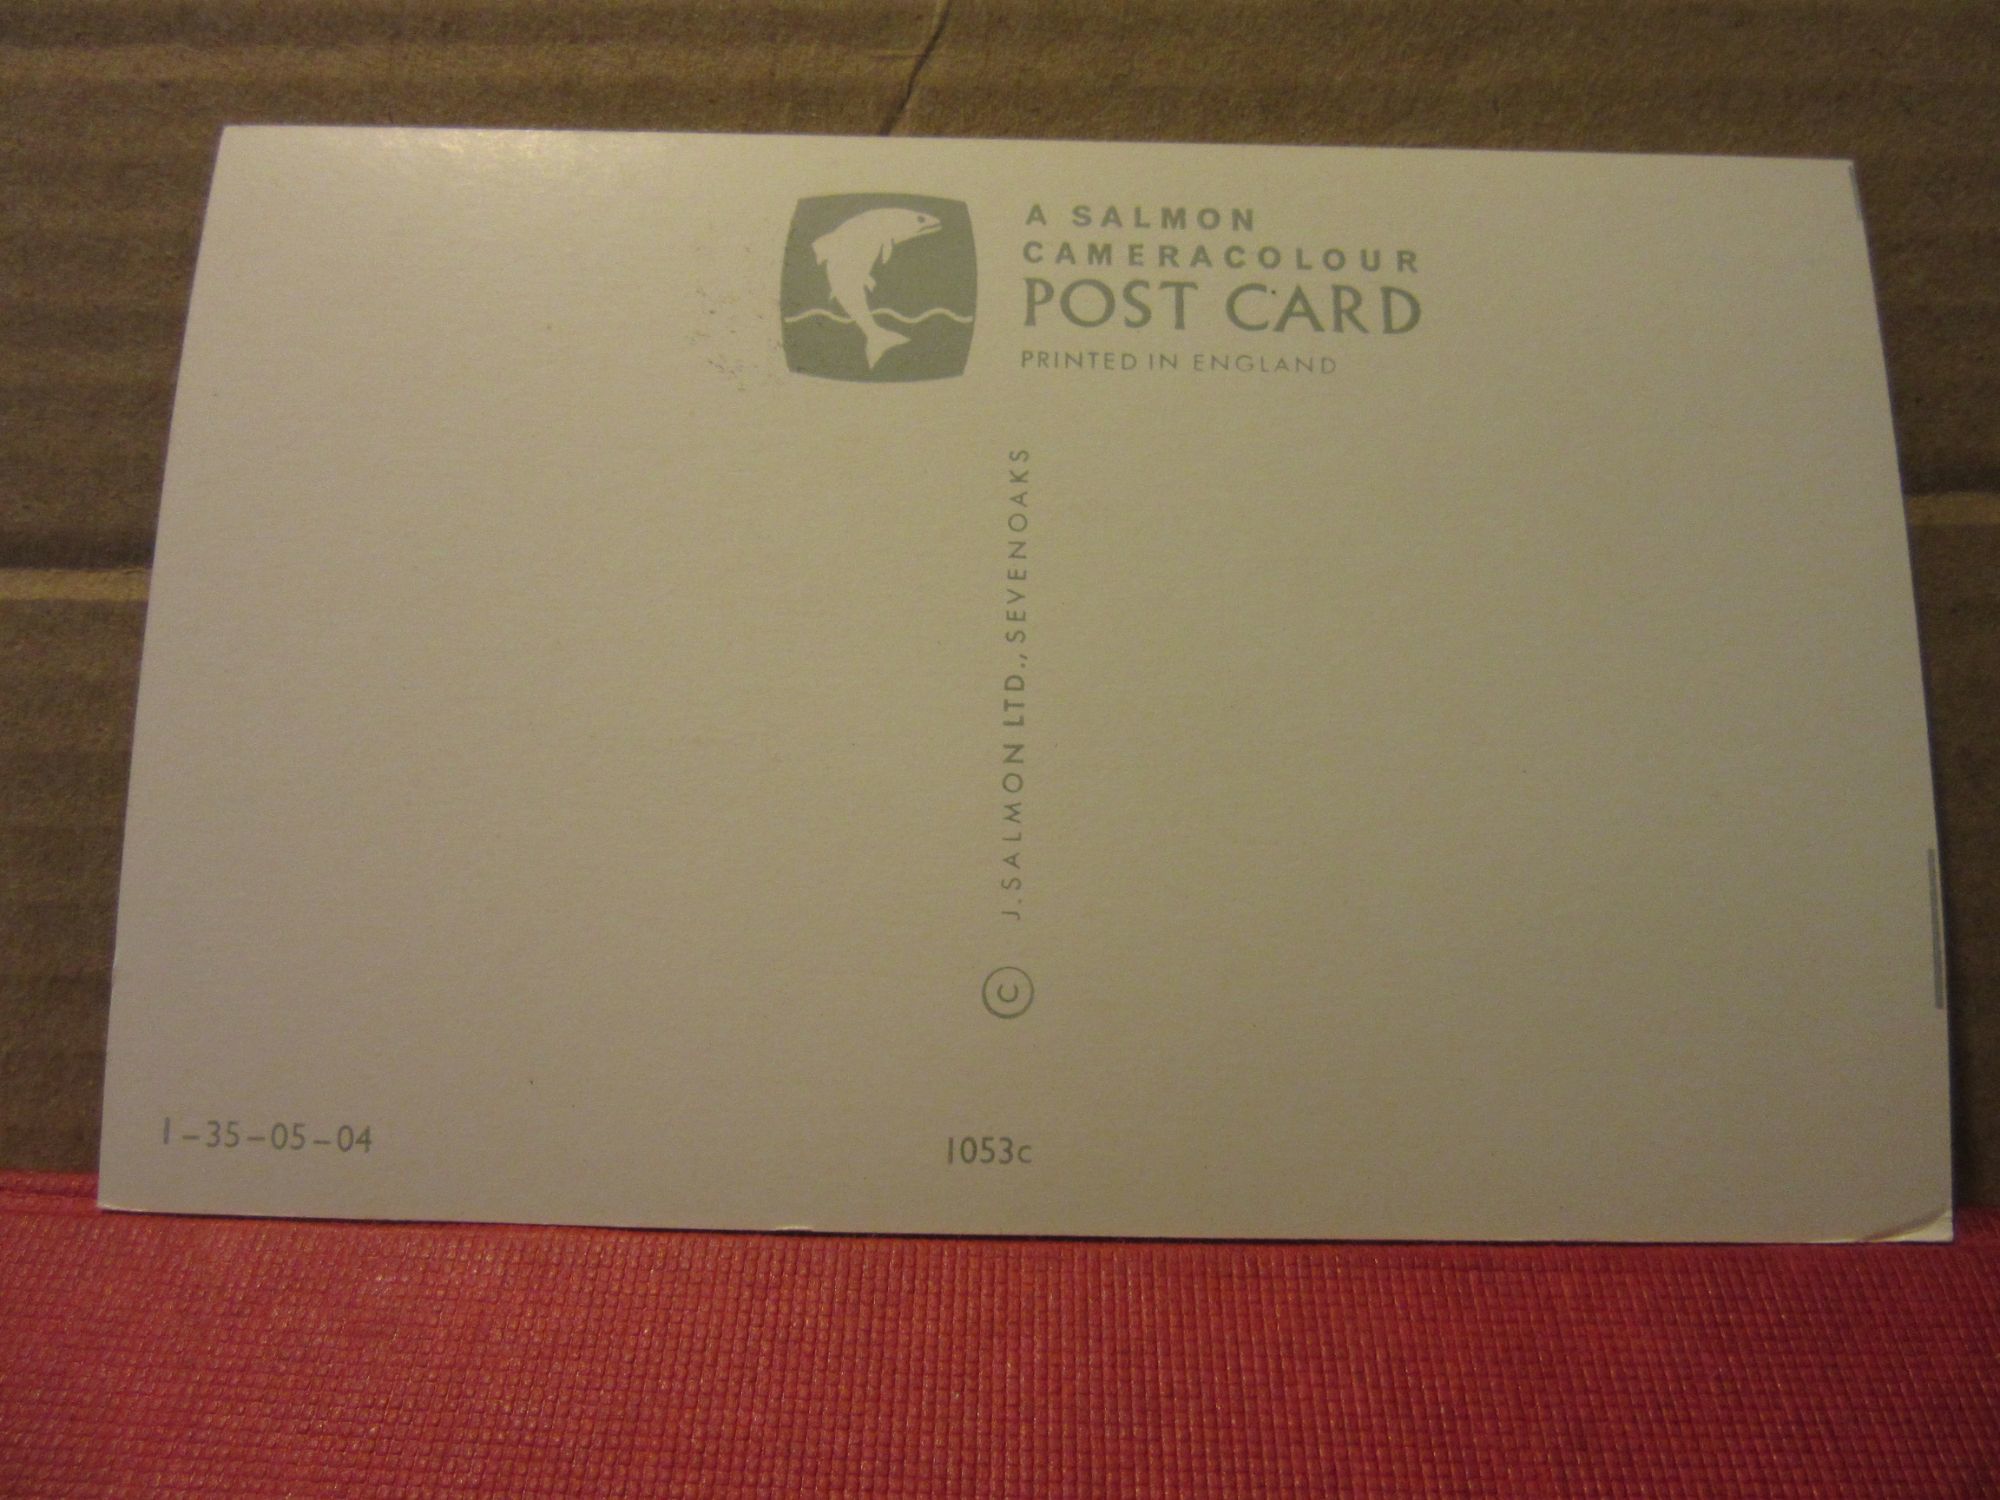 A SALMON
CAMERACOLOUR
POST CARD
PRINTED IN ENGLAND
© J. SALMON LTD., SEVENOAKS
1-35-05-04
1053c